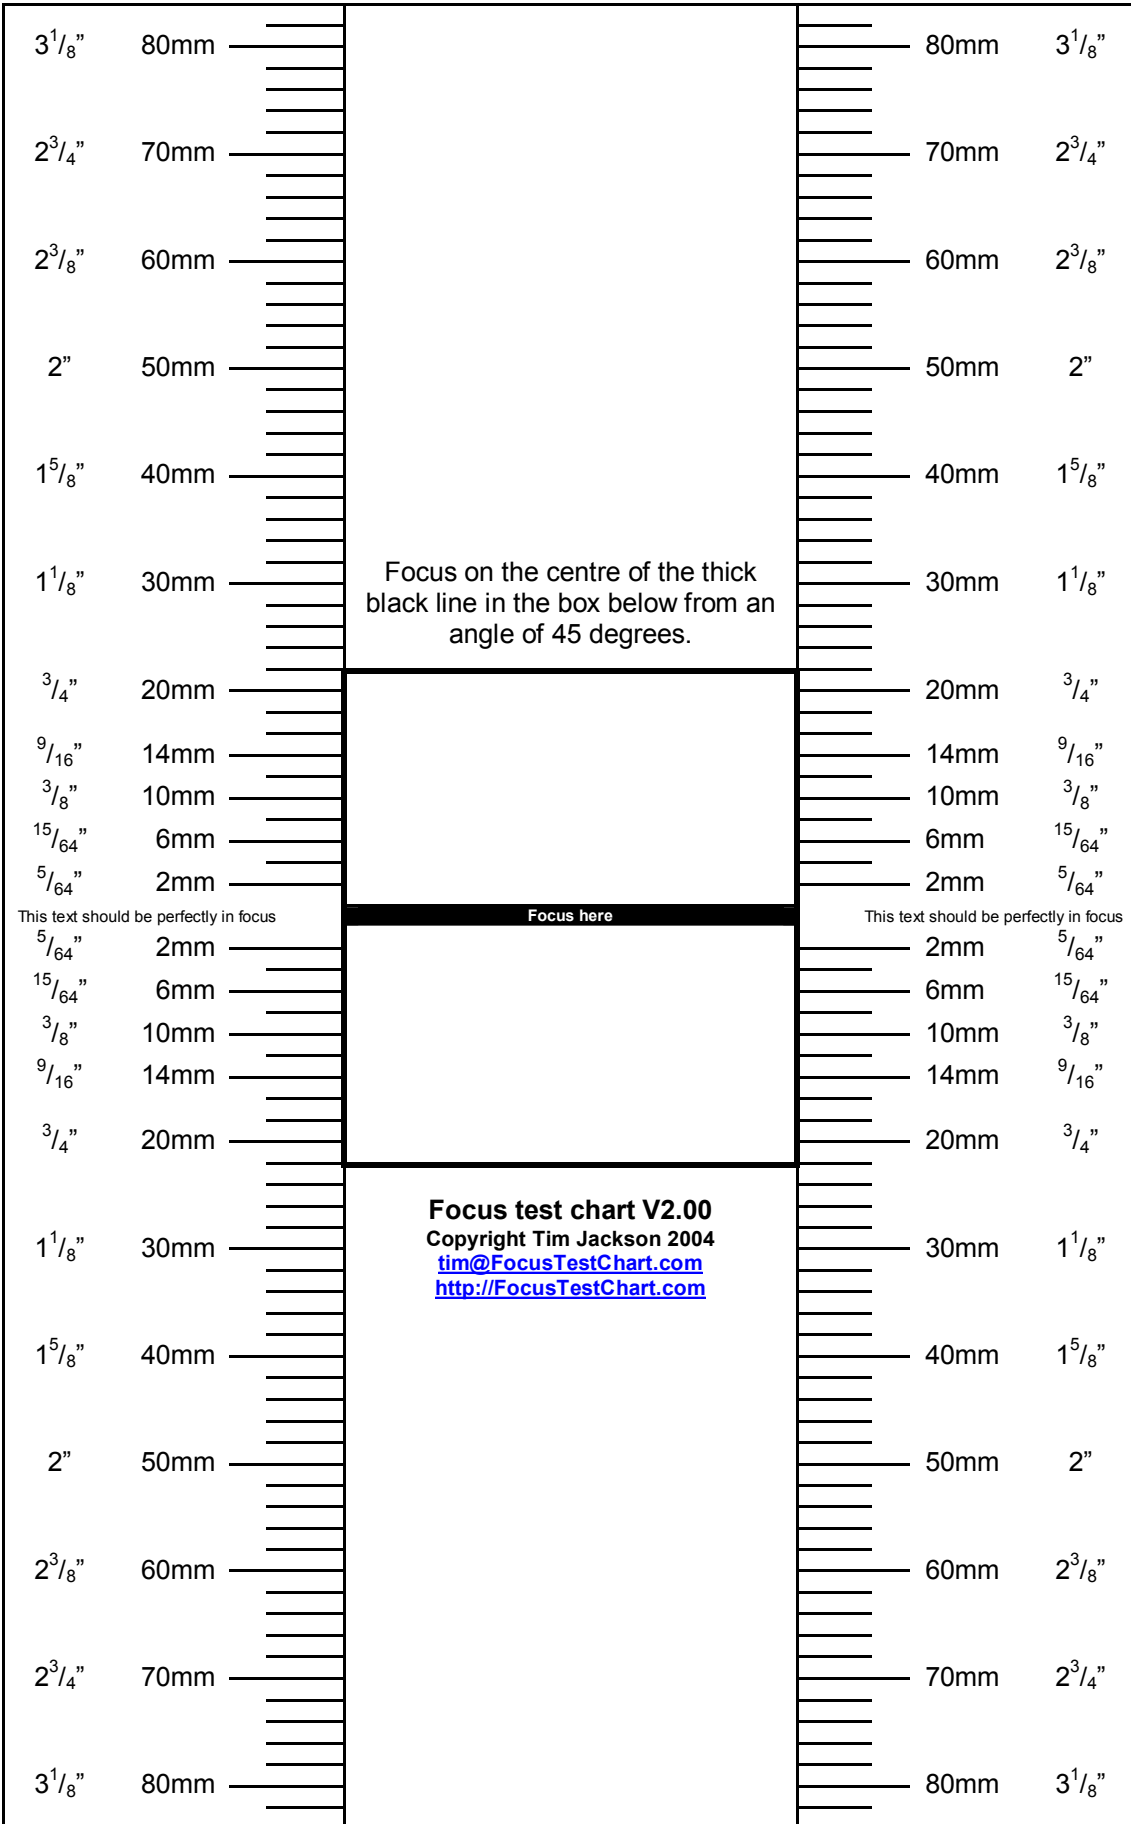 3 1/8” 80mm 80mm 3 1/8”
2 3/4” 70mm 70mm 2 3/4”
2 3/8” 60mm 60mm 2 3/8”
2” 50mm 50mm 2”
1 5/8” 40mm 40mm 1 5/8”
1 1/8” 30mm 30mm 1 1/8”
Focus on the centre of the thick
black line in the box below from an
angle of 45 degrees.
3/4” 20mm 20mm 3/4”
9/16” 14mm 14mm 9/16”
3/8” 10mm 10mm 3/8”
15/64” 6mm 6mm 15/64”
5/64” 2mm 2mm 5/64”
This text should be perfectly in focus Focus here This text should be perfectly in focus
5/64” 2mm 2mm 5/64”
15/64” 6mm 6mm 15/64”
3/8” 10mm 10mm 3/8”
9/16” 14mm 14mm 9/16”
3/4” 20mm 20mm 3/4”
Focus test chart V2.00
Copyright Tim Jackson 2004
tim@FocusTestChart.com
http://FocusTestChart.com
1 1/8” 30mm 30mm 1 1/8”
1 5/8” 40mm 40mm 1 5/8”
2” 50mm 50mm 2”
2 3/8” 60mm 60mm 2 3/8”
2 3/4” 70mm 70mm 2 3/4”
3 1/8” 80mm 80mm 3 1/8”